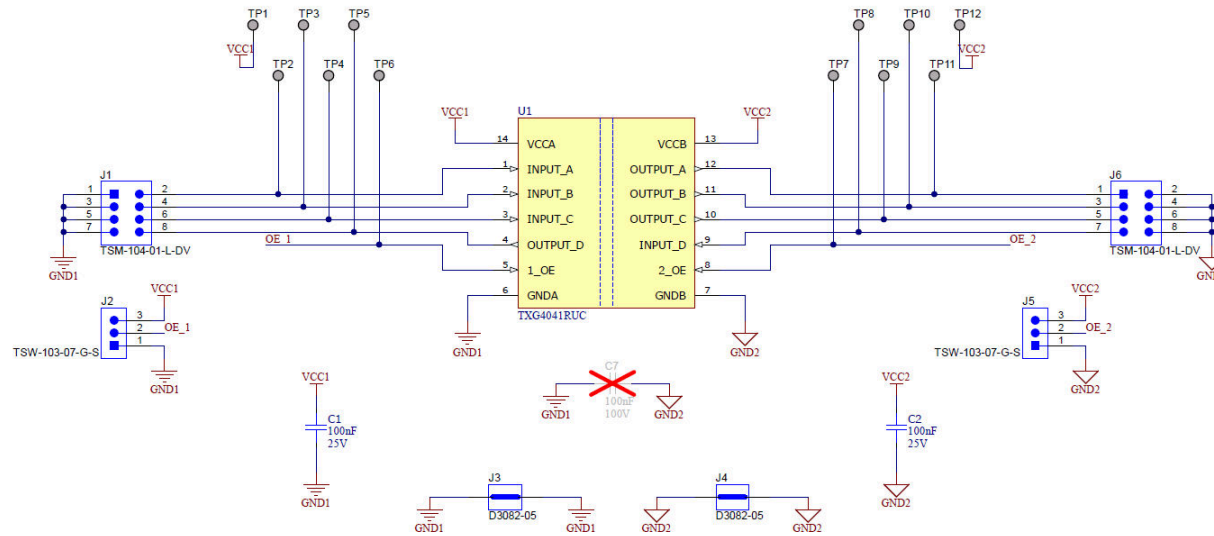 TP1
TP3
TP5
TP8
TP10
TP12
VCC1
VCC2
TP2
TP4
TP6
TP7
TP9
TP11
VCC1
U1
VCC2
14
VCCA
VCCB
13
1
INPUT_A
OUTPUT_A
12
2
INPUT_B
OUTPUT_B
11
3
INPUT_C
OUTPUT_C
10
4
OUTPUT_D
INPUT_D
9
5
1_OE
2_OE
8
6
GNDA
GNDB
7
TXG4041RUC
GND1
GND2
J1
1
2
3
4
5
6
7
8
TSM-104-01-L-DV
GND1
OE_1
J6
1
2
3
4
5
6
7
8
TSM-104-01-L-DV
OE_2
J2
VCC1
3
2
OE_1
1
TSW-103-07-G-S
GND1
J5
VCC2
3
2
OE_2
1
TSW-103-07-G-S
GND2
VCC1
C1
100nF
25V
GND1
C7
100nF
100V
GND1
GND2
VCC2
C2
100nF
25V
GND2
J3
D3082-05
GND1
GND1
J4
D3082-05
GND2
GND2